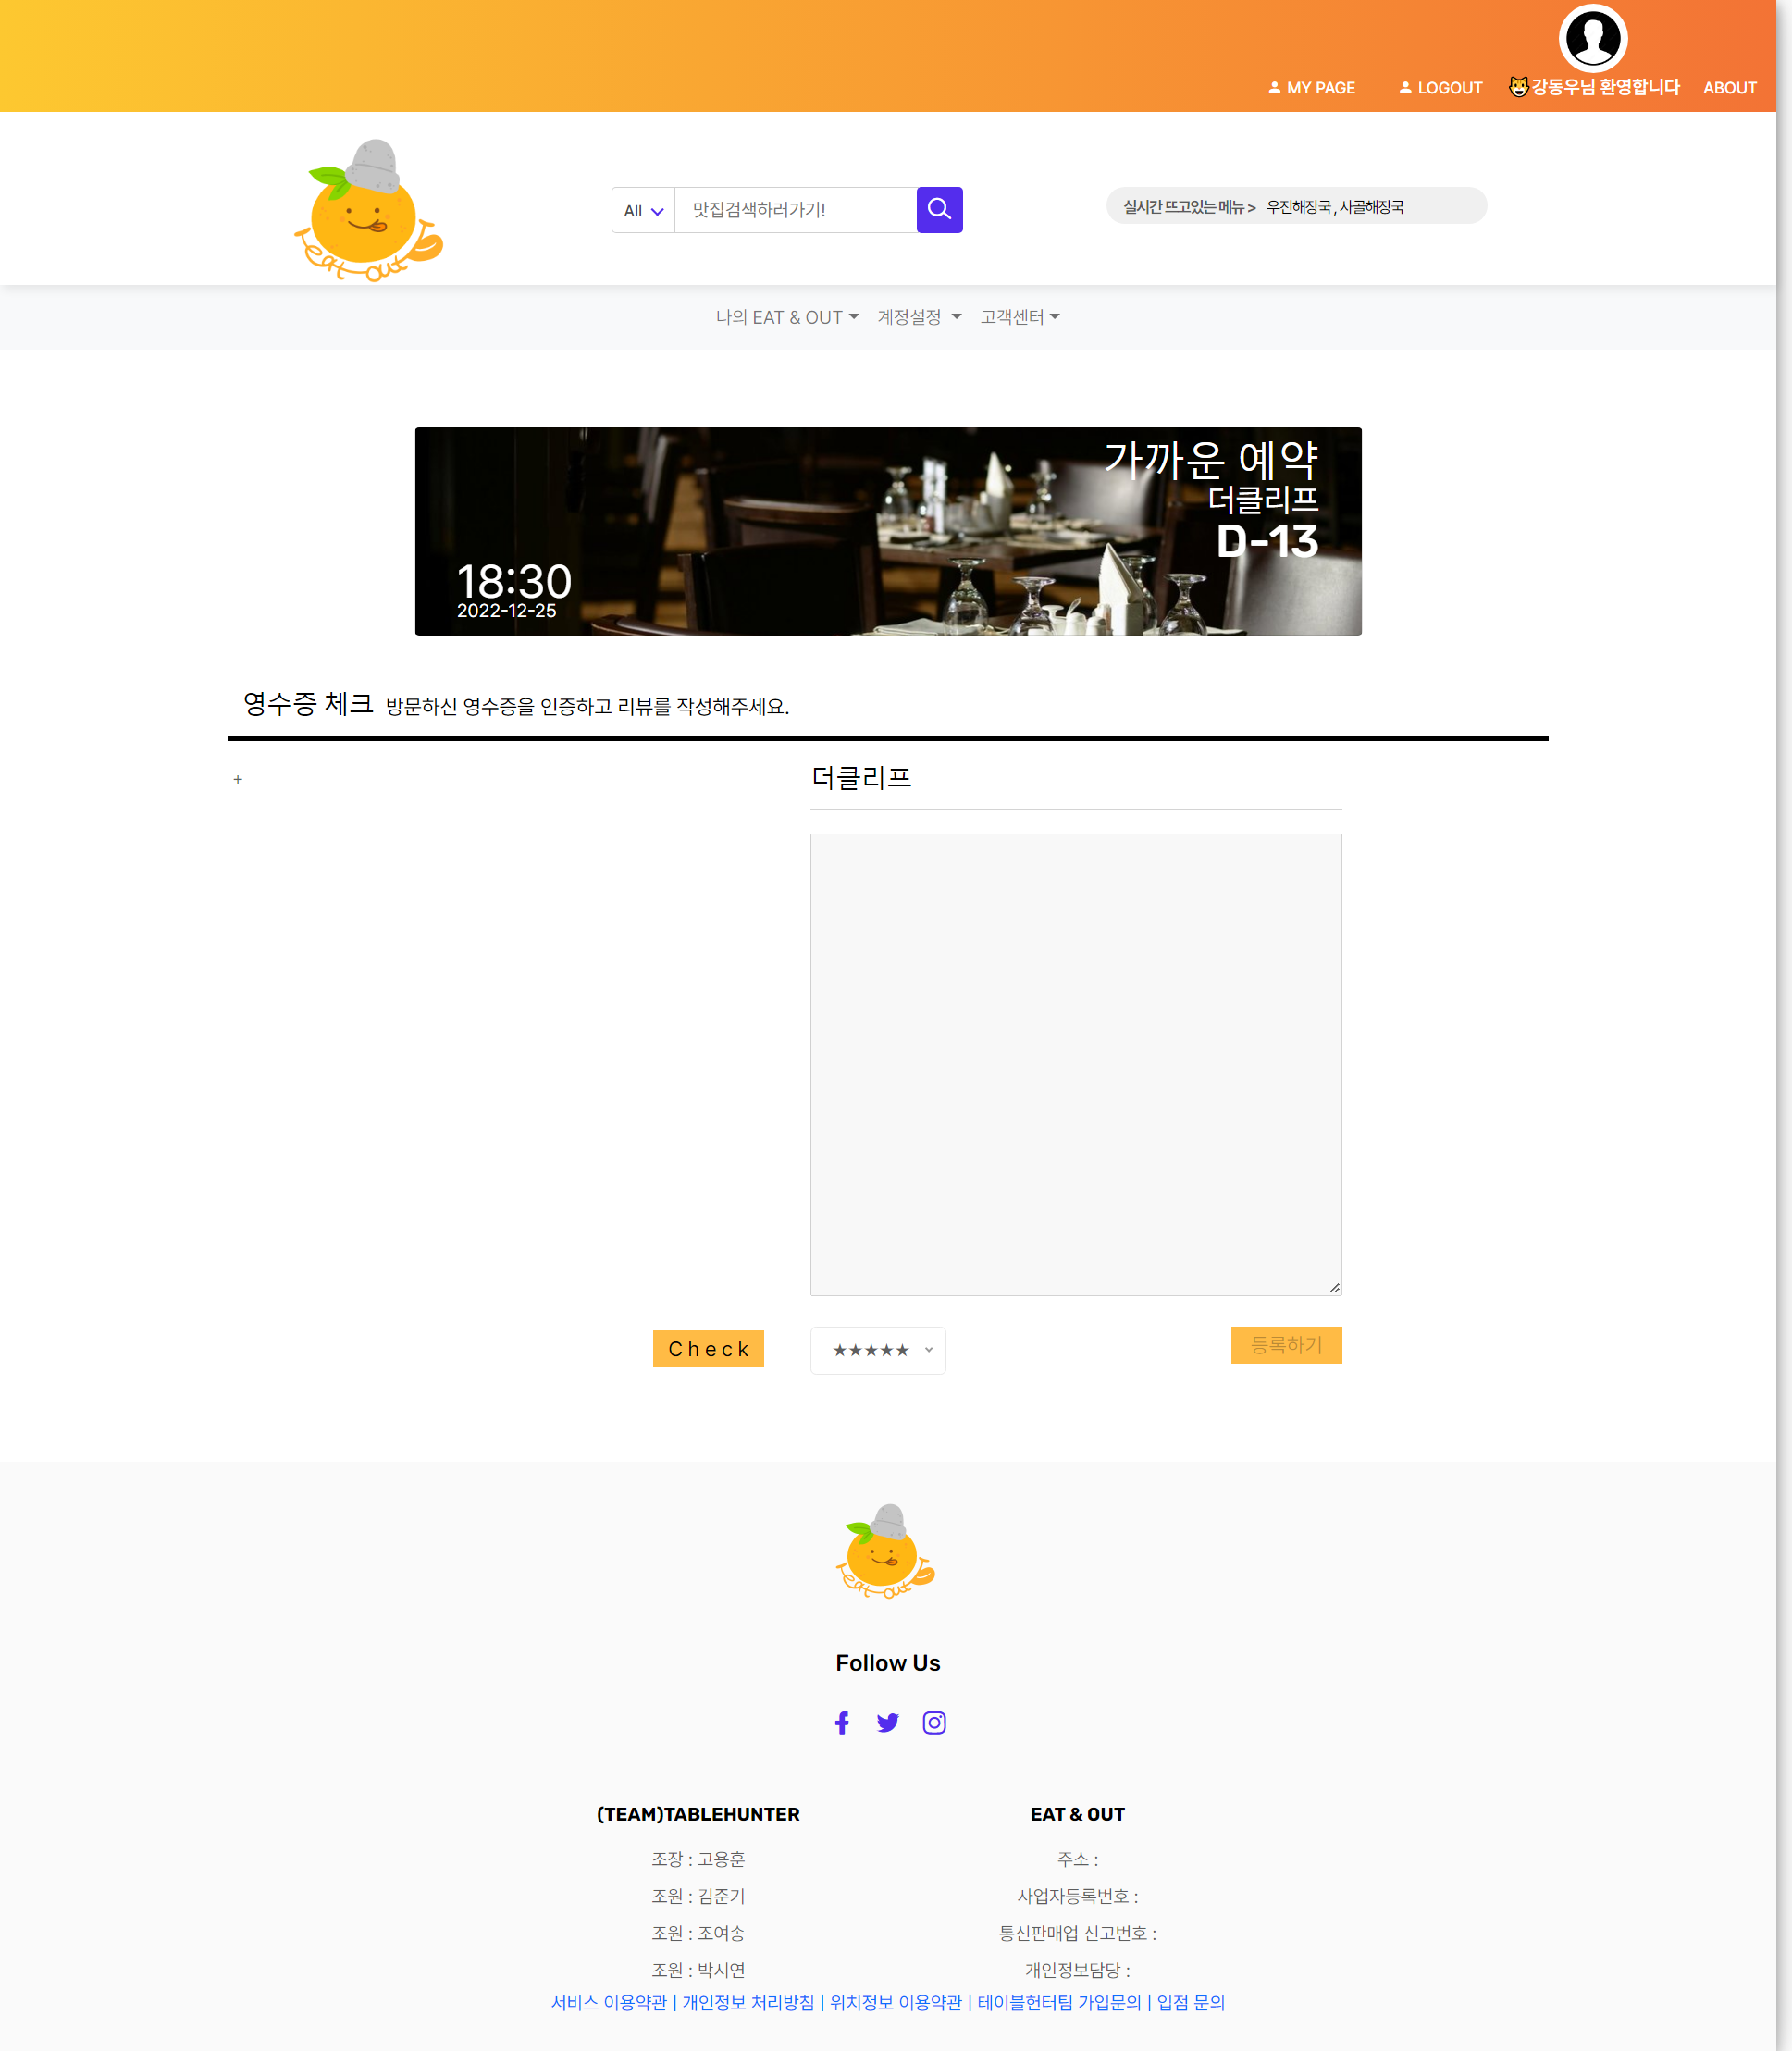 MY PAGE
LOGOUT
강동우님 환영합니다
ABOUT
eat out
All
맛집검색하러가기!
실시간 뜨고있는 메뉴 > 우진해장국 , 사골해장국
나의 EAT & OUT
계정설정
고객센터
가까운 예약
더클리프
D-13
18:30
2022-12-25
영수증 체크 방문하신 영수증을 인증하고 리뷰를 작성해주세요.
+
더클리프
Check
★★★★★
등록하기
eat out
Follow Us
(TEAM)TABLEHUNTER
조장 : 고용훈
조원 : 김준기
조원 : 조여송
조원 : 박시연
EAT & OUT
주소 :
사업자등록번호 :
통신판매업 신고번호 :
개인정보담당 :
서비스 이용약관 | 개인정보 처리방침 | 위치정보 이용약관 | 테이블헌터팀 가입문의 | 입점 문의